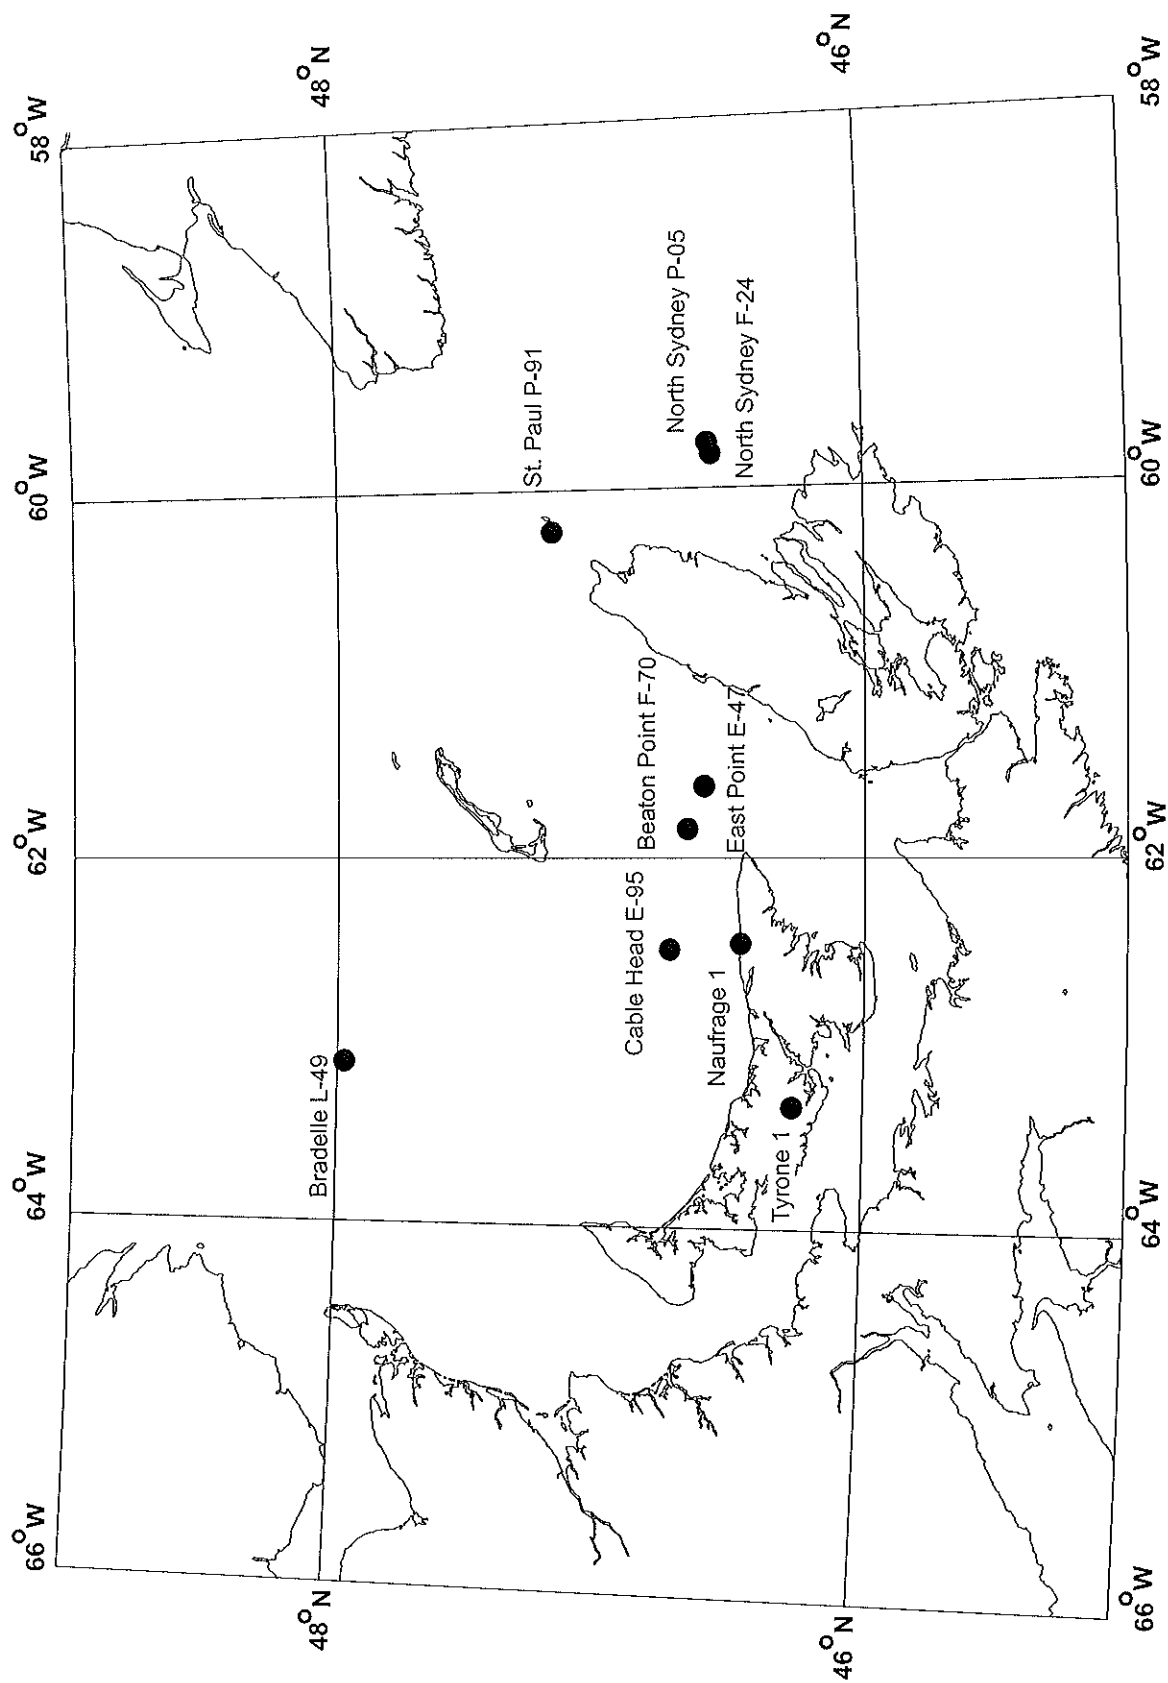 66°W
64°W
62°W
60°W
58°W
48°N
48°N
Bradelle L-49
St. Paul P-91
Cable Head E-95
Beaton Point F-70
North Sydney P-05
Naufrage 1
East Point E-47
North Sydney F-24
Tyrone 1
46°N
46°N
66°W
64°W
62°W
60°W
58°W